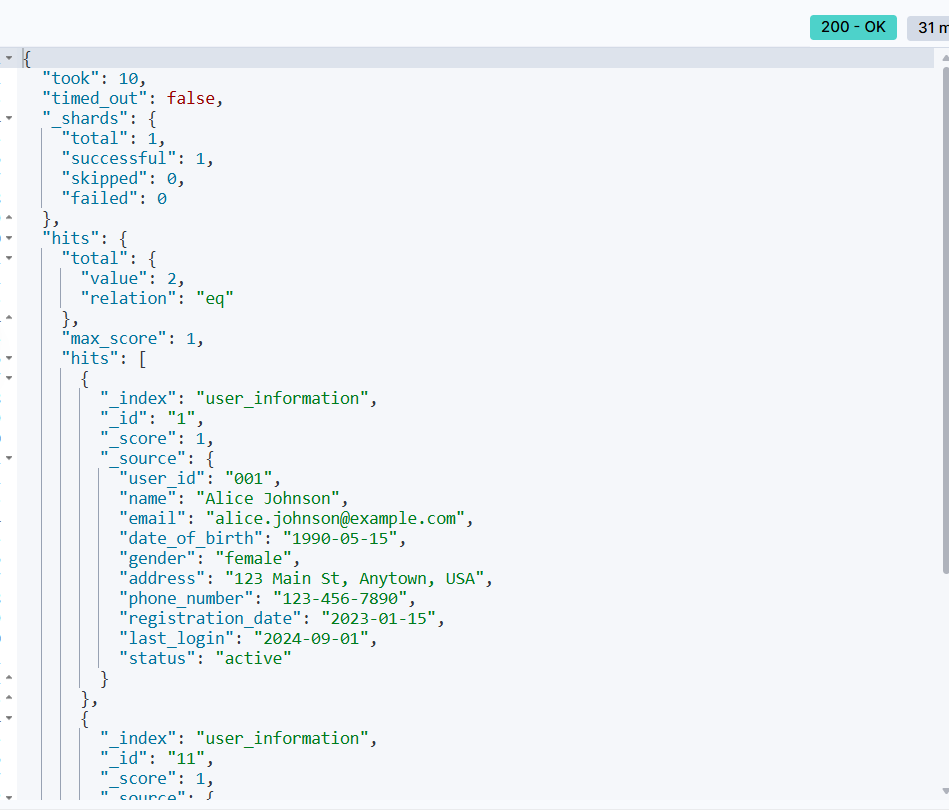 200 - OK
31 m
{
  "took": 10,
  "timed_out": false,
  "_shards": {
    "total": 1,
    "successful": 1,
    "skipped": 0,
    "failed": 0
  },
  "hits": {
    "total": {
      "value": 2,
      "relation": "eq"
    },
    "max_score": 1,
    "hits": [
      {
        "_index": "user_information",
        "_id": "1",
        "_score": 1,
        "_source": {
          "user_id": "001",
          "name": "Alice Johnson",
          "email": "alice.johnson@example.com",
          "date_of_birth": "1990-05-15",
          "gender": "female",
          "address": "123 Main St, Anytown, USA",
          "phone_number": "123-456-7890",
          "registration_date": "2023-01-15",
          "last_login": "2024-09-01",
          "status": "active"
        }
      },
      {
        "_index": "user_information",
        "_id": "11",
        "_score": 1,
        "_source": {